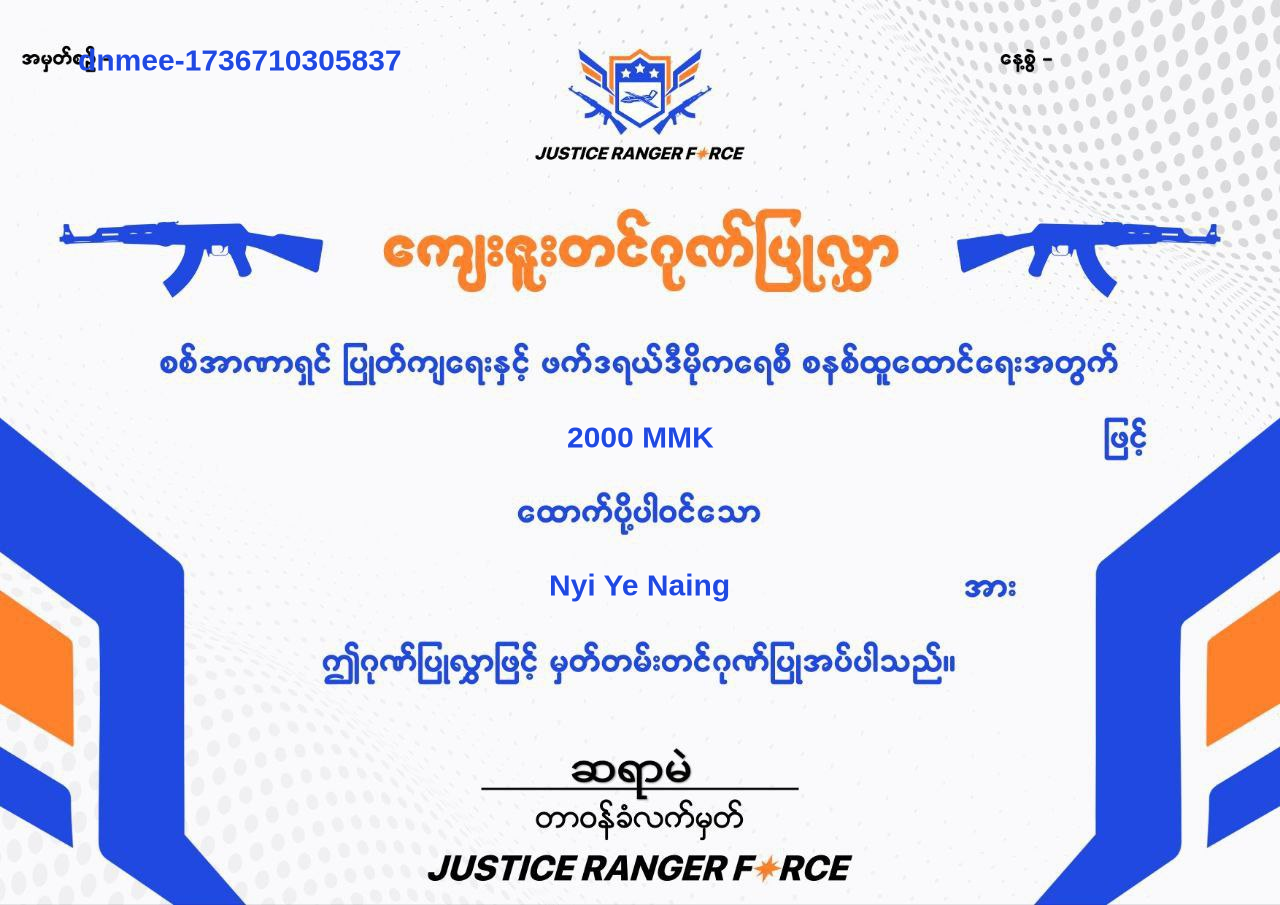 အမှတ်စဉ် - dnmee-1736710305837
နေ့စွဲ -
JUSTICE RANGER FORCE
ကျေးဇူးတင်ဂုဏ်ပြုလွှာ
စစ်အာဏာရှင် ပြုတ်ကျရေးနှင့် ဖက်ဒရယ်ဒီမိုကရေစီ စနစ်ထူထောင်ရေးအတွက်
2000 MMK ဖြင့်
ထောက်ပို့ပါဝင်သော
Nyi Ye Naing အား
ဤဂုဏ်ပြုလွှာဖြင့် မှတ်တမ်းတင်ဂုဏ်ပြုအပ်ပါသည်။
ဆရာမဲ
တာဝန်ခံလက်မှတ်
JUSTICE RANGER FORCE